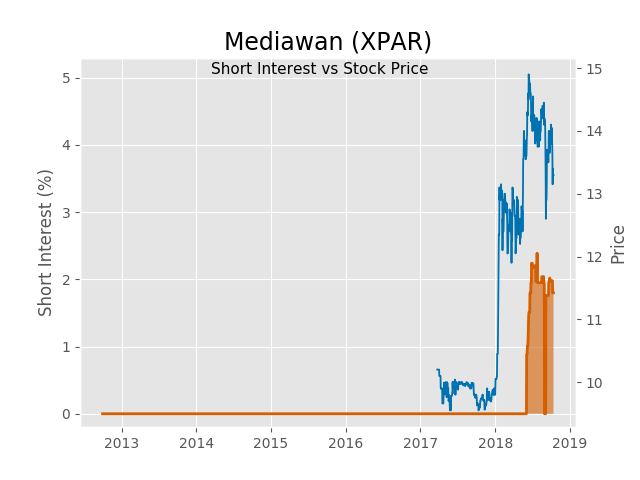 Mediawan (XPAR)
Short Interest vs Stock Price
Short Interest (%)
5
4
3
2
1
0
15
14
13
12
11
10
Price
2013 2014 2015 2016 2017 2018 2019